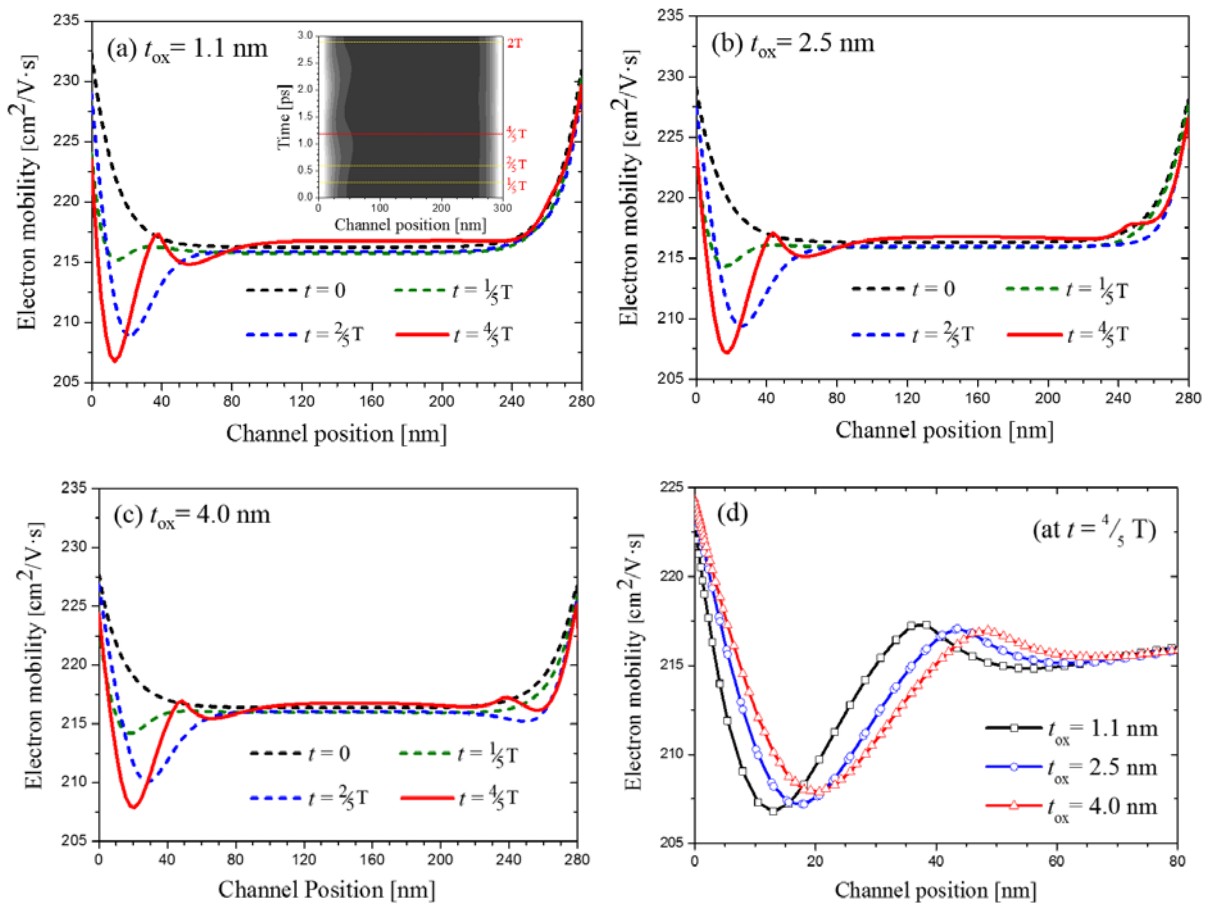 (a) tox= 1.1 nm
Electron mobility [cm2/V·s]
235
230
225
220
215
210
205
0 40 80 120 160 200 240 280
Channel position [nm]
t = 0
t = ⅕T
t = ⅖T
t = ⅘T
Time [ps]
3.0
2.5
2.0
1.5
1.0
0.5
0.0
0 100 200 300
Channel position [nm]
2T
⅘T
⅖T
⅕T
(b) tox= 2.5 nm
Electron mobility [cm2/V·s]
235
230
225
220
215
210
205
0 40 80 120 160 200 240 280
Channel position [nm]
t = 0
t = ⅕T
t = ⅖T
t = ⅘T
(c) tox= 4.0 nm
Electron mobility [cm2/V·s]
235
230
225
220
215
210
205
0 40 80 120 160 200 240 280
Channel Position [nm]
t = 0
t = ⅕T
t = ⅖T
t = ⅘T
(d)
(at t = 4/5 T)
Electron mobility [cm2/V·s]
225
220
215
210
205
0 20 40 60 80
Channel position [nm]
tox= 1.1 nm
tox= 2.5 nm
tox= 4.0 nm